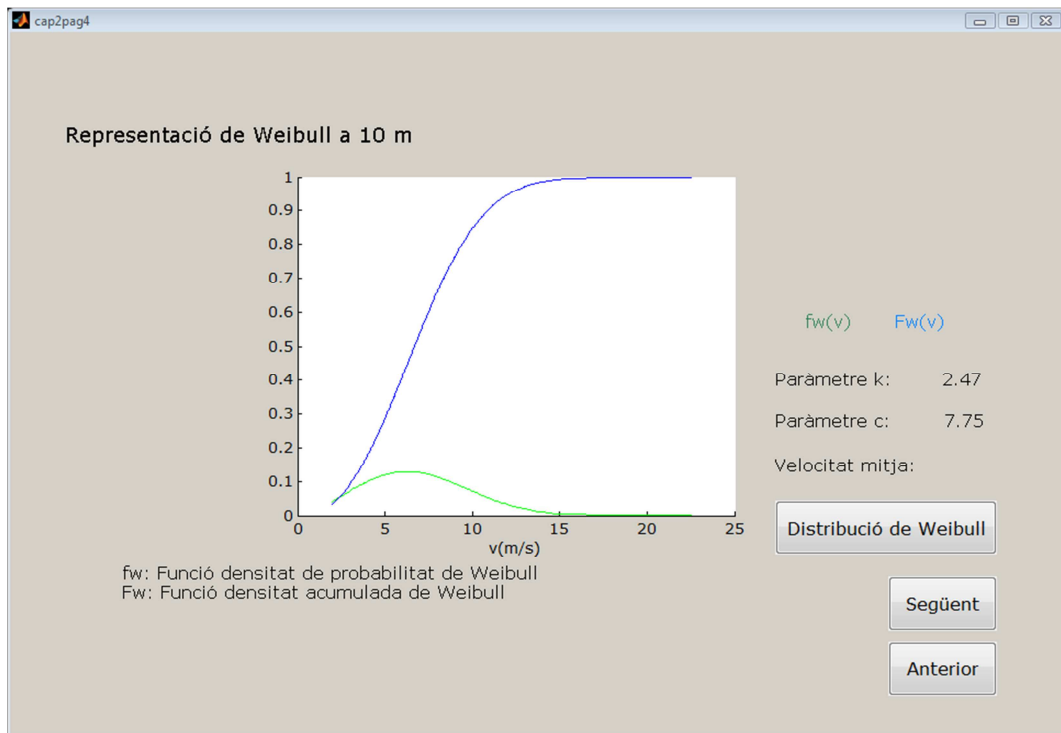 cap2pag4
Representació de Weibull a 10 m
1
0.9
0.8
0.7
0.6
0.5
0.4
0.3
0.2
0.1
0
0 5 10 15 20 25
v(m/s)
fw: Funció densitat de probabilitat de Weibull
Fw: Funció densitat acumulada de Weibull
fw(v) Fw(v)
Paràmetre k: 2.47
Paràmetre c: 7.75
Velocitat mitja:
Distribució de Weibull
Següent
Anterior